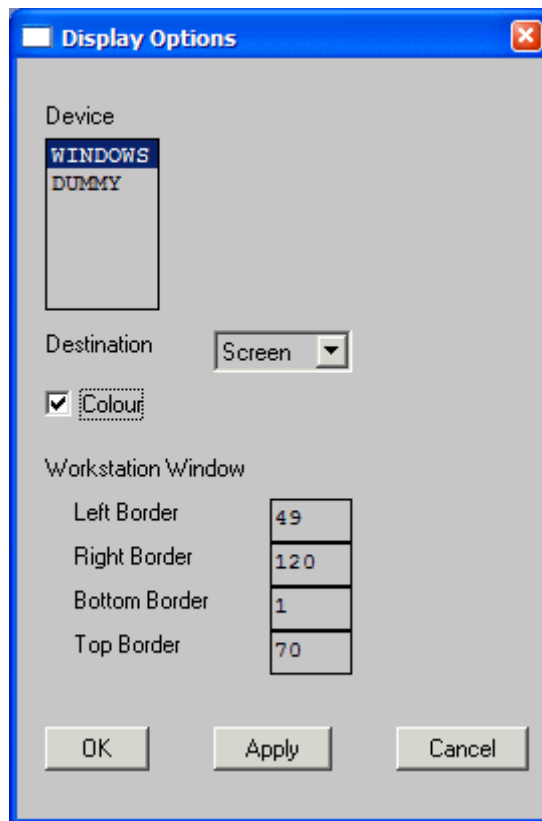 Display Options
Device
WINDOWS
DUMMY
Destination Screen
Colour
Workstation Window
Left Border 49
Right Border 120
Bottom Border 1
Top Border 70
OK Apply Cancel